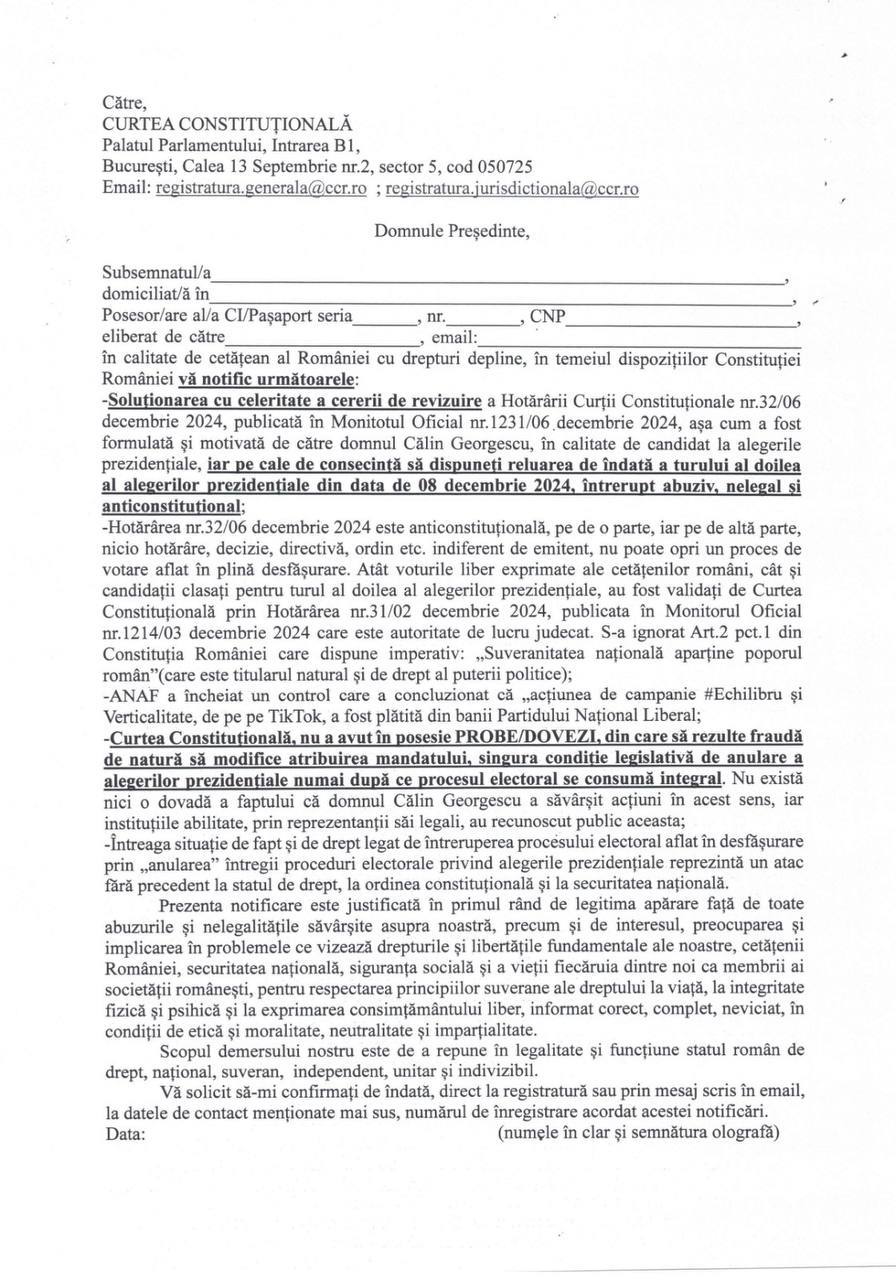 Către,
CURTEA CONSTITUȚIONALĂ
Palatul Parlamentului, Intrarea B1,
București, Calea 13 Septembrie nr.2, sector 5, cod 050725
Email: registratura.generala@ccr.ro ; registratura.jurisdictionala@ccr.ro
Domnule Președinte,
Subsemnatul/a____________________,
domiciliat/ă în____________________,
Posesor/are al/a CI/Pașaport seria_______, nr.________, CNP____________________,
eliberat de către____________________, email:____________________
în calitate de cetățean al României cu drepturi depline, în temeiul dispozițiilor Constituției
României vă notific următoarele:
-Soluționarea cu celeritate a cererii de revizuire a Hotărârii Curții Constituționale nr.32/06
decembrie 2024, publicată în Monitotul Oficial nr.1231/06 decembrie 2024, așa cum a fost
formulată și motivată de către domnul Călin Georgescu, în calitate de candidat la alegerile
prezidențiale, iar pe cale de consecință să dispuneți reluarea de îndată a turului al doilea
al alegerilor prezidențiale din data de 08 decembrie 2024, întrerupt abuziv, nelegal și
anticonstituțional;
-Hotărârea nr.32/06 decembrie 2024 este anticonstituțională, pe de o parte, iar pe de altă parte,
nicio hotărâre, decizie, directivă, ordin etc. indiferent de emitent, nu poate opri un proces de
votare aflat în plină desfășurare. Atât voturile liber exprimate ale cetățenilor români, cât și
candidații clasați pentru turul al doilea al alegerilor prezidențiale, au fost validați de Curtea
Constituțională prin Hotărârea nr.31/02 decembrie 2024, publicata în Monitorul Oficial
nr.1214/03 decembrie 2024 care este autoritate de lucru judecat. S-a ignorat Art.2 pct.1 din
Constituția României care dispune imperativ: „Suveranitatea națională aparține poporul
român”(care este titularul natural și de drept al puterii politice);
-ANAF a încheiat un control care a concluzionat că „acțiunea de campanie #Echilibru și
Verticalitate, de pe pe TikTok, a fost plătită din banii Partidului Național Liberal;
-Curtea Constituțională, nu a avut în posesie PROBE/DOVEZI, din care să rezulte fraudă
de natură să modifice atribuirea mandatului, singura condiție legislativă de anulare a
alegerilor prezidențiale numai după ce procesul electoral se consumă integral. Nu există
nici o dovadă a faptului că domnul Călin Georgescu a săvârșit acțiuni în acest sens, iar
instituțiile abilitate, prin reprezentanții săi legali, au recunoscut public aceasta;
-Întreaga situație de fapt și de drept legat de întreruperea procesului electoral aflat în desfășurare
prin „anularea” întregii proceduri electorale privind alegerile prezidențiale reprezintă un atac
fără precedent la statul de drept, la ordinea constituțională și la securitatea națională.
Prezenta notificare este justificată în primul rând de legitima apărare față de toate
abuzurile și nelegalitățile săvârșite asupra noastră, precum și de interesul, preocuparea și
implicarea în problemele ce vizează drepturile și libertățile fundamentale ale noastre, cetățenii
României, securitatea națională, siguranța socială și a vieții fiecăruia dintre noi ca membrii ai
societății românești, pentru respectarea principiilor suverane ale dreptului la viață, la integritate
fizică și psihică și la exprimarea consimțământului liber, informat corect, complet, neviciat, în
condiții de etică și moralitate, neutralitate și imparțialitate.
Scopul demersului nostru este de a repune în legalitate și funcțiune statul român de
drept, național, suveran, independent, unitar și indivizibil.
Vă solicit să-mi confirmați de îndată, direct la registratură sau prin mesaj scris în email,
la datele de contact menționate mai sus, numărul de înregistrare acordat acestei notificări.
Data: (numele în clar și semnătura olografă)